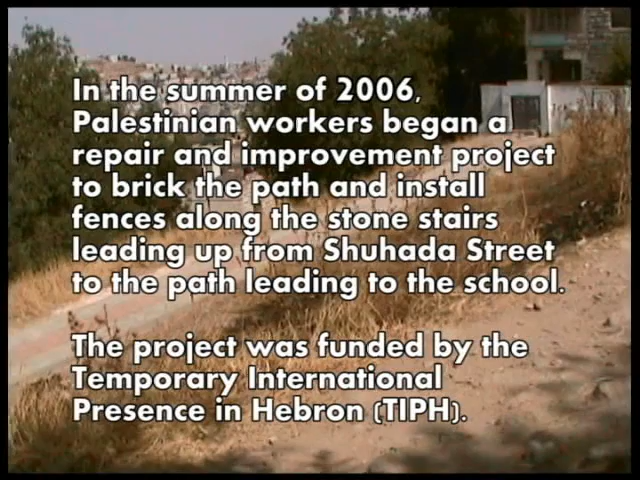 In the summer of 2006,
Palestinian workers began a
repair and improvement project
to brick the path and install
fences along the stone stairs
leading up from Shuhada Street
to the path leading to the school.
The project was funded by the
Temporary International
Presence in Hebron (TIPH).